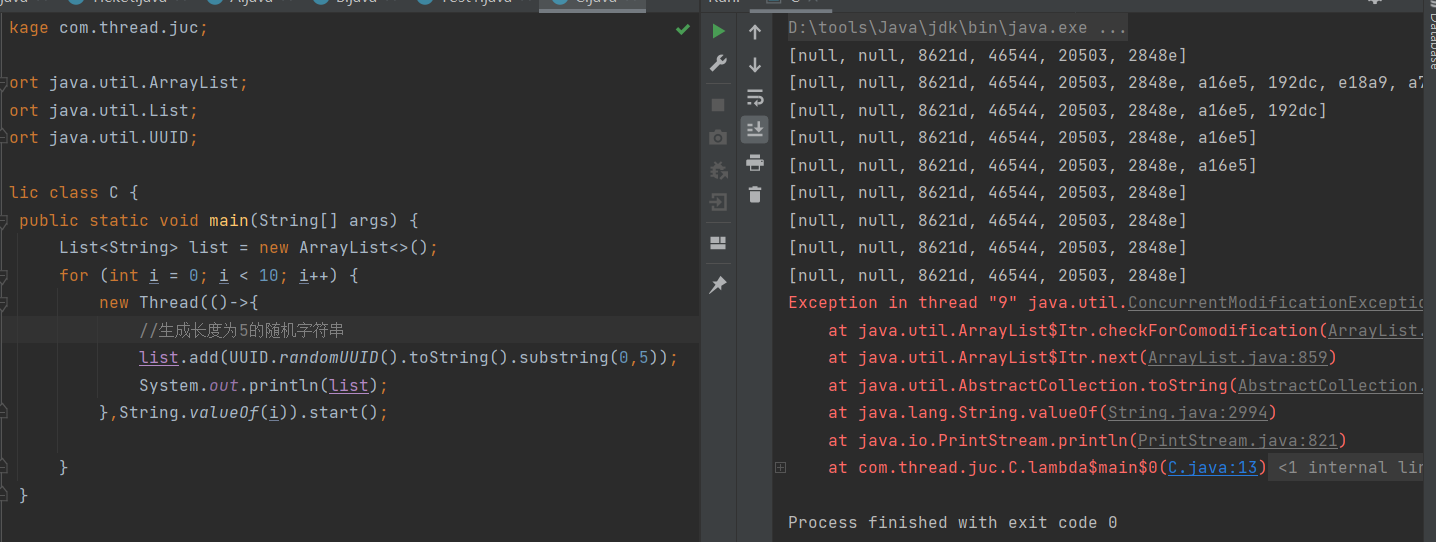 kage com.thread.juc;
ort java.util.ArrayList;
ort java.util.List;
ort java.util.UUID;
lic class C {
public static void main(String[] args) {
List<String> list = new ArrayList<>();
for (int i = 0; i < 10; i++) {
new Thread(()->{
//生成长度为5的随机字符串
list.add(UUID.randomUUID().toString().substring(0,5));
System.out.println(list);
},String.valueOf(i)).start();
}
}
D:\tools\Java\jdk\bin\java.exe ...
[null, null, 8621d, 46544, 20503, 2848e]
[null, null, 8621d, 46544, 20503, 2848e, a16e5, 192dc, e18a9, a7
[null, null, 8621d, 46544, 20503, 2848e, a16e5, 192dc]
[null, null, 8621d, 46544, 20503, 2848e, a16e5]
[null, null, 8621d, 46544, 20503, 2848e, a16e5]
[null, null, 8621d, 46544, 20503, 2848e]
[null, null, 8621d, 46544, 20503, 2848e]
[null, null, 8621d, 46544, 20503, 2848e]
[null, null, 8621d, 46544, 20503, 2848e]
Exception in thread "9" java.util.ConcurrentModificationExceptio
at java.util.ArrayList$Itr.checkForComodification(ArrayList.
at java.util.ArrayList$Itr.next(ArrayList.java:859)
at java.util.AbstractCollection.toString(AbstractCollection.
at java.lang.String.valueOf(String.java:2994)
at java.io.PrintStream.println(PrintStream.java:821)
at com.thread.juc.C.lambda$main$0(C.java:13) <1 internal lin
Process finished with exit code 0
Database